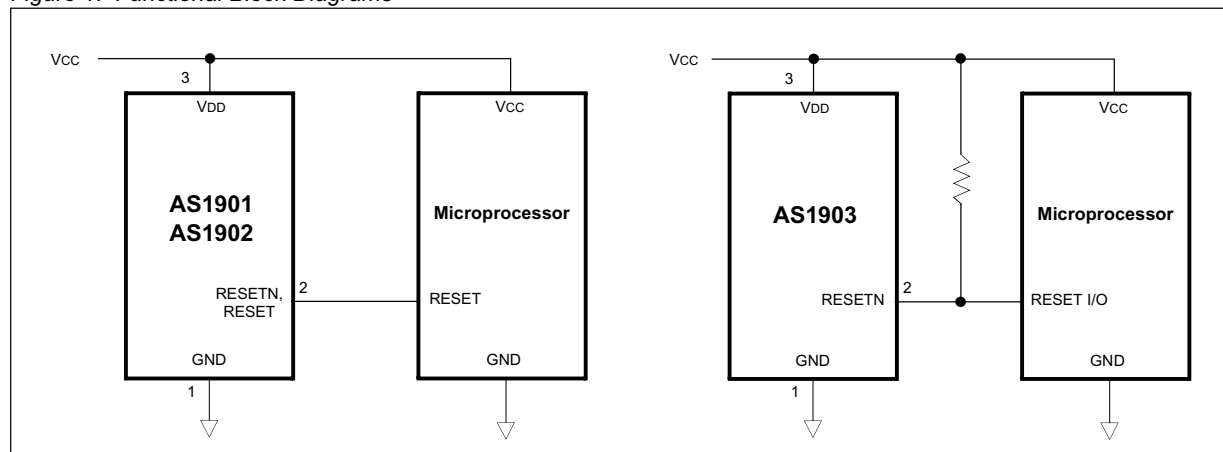 Figure 1. Functional Block Diagrams
VCC
3
VDD
AS1901
AS1902
RESETN,
RESET
2
GND
1
VCC
Microprocessor
RESET
GND
VCC
3
VDD
AS1903
RESETN
2
GND
1
VCC
Microprocessor
RESET I/O
GND